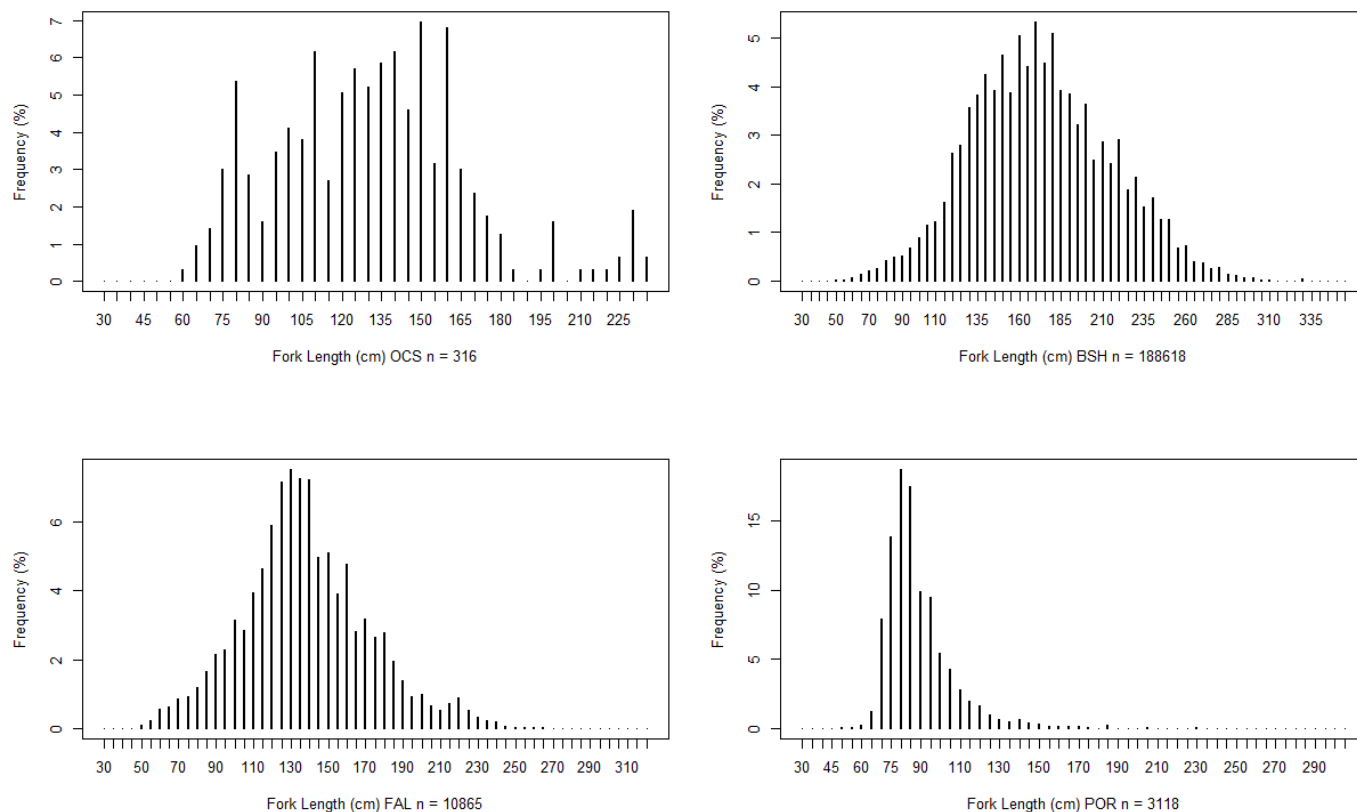 Frequency (%)
7
6
5
4
3
2
1
0
30 45 60 75 90 105 120 135 150 165 180 195 210 225
Fork Length (cm) OCS n = 316
Frequency (%)
5
4
3
2
1
0
30 50 70 90 110 135 160 185 210 235 260 285 310 335
Fork Length (cm) BSH n = 188618
Frequency (%)
6
4
2
0
30 50 70 90 110 130 150 170 190 210 230 250 270 290 310
Fork Length (cm) FAL n = 10865
Frequency (%)
15
10
5
0
30 45 60 75 90 110 130 150 170 190 210 230 250 270 290
Fork Length (cm) POR n = 3118